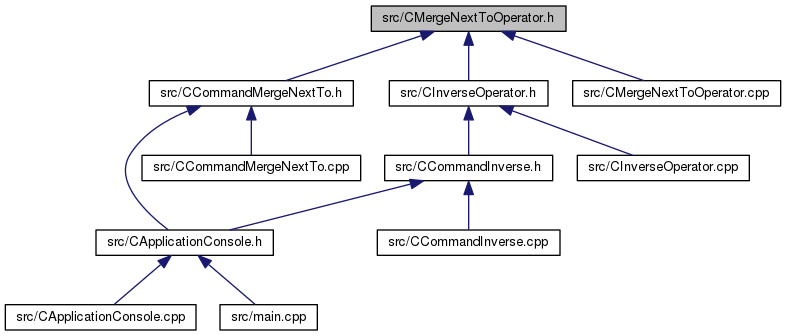 src/CMergeNextToOperator.h
src/CCommandMergeNextTo.h
src/CInverseOperator.h
src/CMergeNextToOperator.cpp
src/CCommandMergeNextTo.cpp
src/CCommandInverse.h
src/CInverseOperator.cpp
src/CApplicationConsole.h
src/CCommandInverse.cpp
src/CApplicationConsole.cpp
src/main.cpp